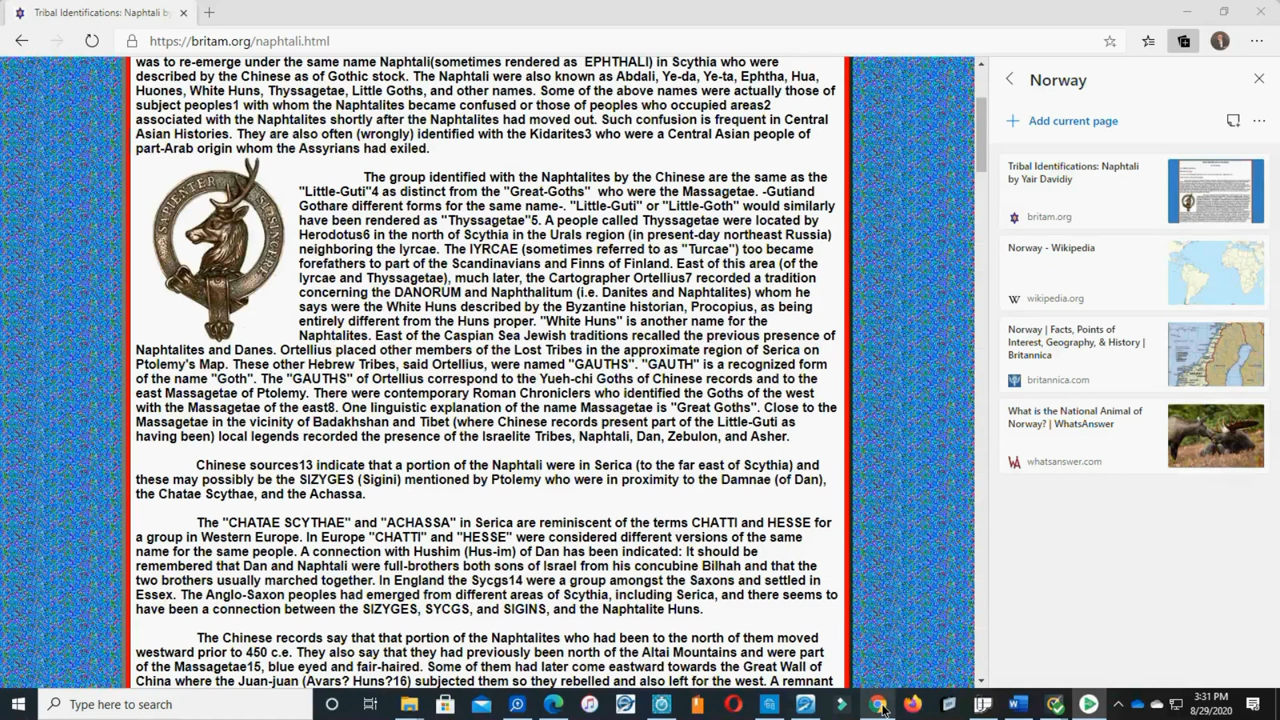 Tribal Identifications: Naphtali by
https://britam.org/naphtali.html
was to re-emerge under the same name Naphtali(sometimes rendered as EPHTHALI) in Scythia who were
described by the Chinese as of Gothic stock. The Naphtali were also known as Abdali, Ye-da, Ye-ta, Ephtha, Hua,
Huones, White Huns, Thyssagetae, Little Goths, and other names. Some of the above names were actually those of
subject peoples1 with whom the Naphtalites became confused or those of peoples who occupied areas2
associated with the Naphtalites shortly after the Naphtalites had moved out. Such confusion is frequent in Central
Asian Histories. They are also often (wrongly) identified with the Kidarites3 who were a Central Asian people of
part-Arab origin whom the Assyrians had exiled.
SAPIENTER
The group identified with the Naphtalites by the Chinese are the same as the
"Little-Guti"4 as distinct from the "Great-Goths" who were the Massagetae. -Gutiand
Gothare different forms for the same name-. "Little-Guti" or "Little-Goth" would similarly
have been rendered as "Thyssagetae"5. A people called Thyssagetae were located by
Herodotus6 in the north of Scythia in the Urals region (in present-day northeast Russia)
neighboring the Iyrcae. The IYRCAE (sometimes referred to as "Turcae") too became
forefathers to part of the Scandinavians and Finns of Finland. East of this area (of the
Iyrcae and Thyssagetae), much later, the Cartographer Ortellius7 recorded a tradition
concerning the DANORUM and Naphthalitum (i.e. Danites and Naphtalites) whom he
says were the White Huns described by the Byzantine historian, Procopius, as being
entirely different from the Huns proper. "White Huns" is another name for the
Naphtalites. East of the Caspian Sea Jewish traditions recalled the previous presence of
Naphtalites and Danes. Ortellius placed other members of the Lost Tribes in the approximate region of Serica on
Ptolemy's Map. These other Hebrew Tribes, said Ortellius, were named "GAUTHS". "GAUTH" is a recognized form
of the name "Goth". The "GAUTHS" of Ortellius correspond to the Yueh-chi Goths of Chinese records and to the
east Massagetae of Ptolemy. There were contemporary Roman Chroniclers who identified the Goths of the west
with the Massagetae of the east8. One linguistic explanation of the name Massagetae is "Great Goths". Close to the
Massagetae in the vicinity of Badakhshan and Tibet (where Chinese records present part of the Little-Guti as
having been) local legends recorded the presence of the Israelite Tribes, Naphtali, Dan, Zebulon, and Asher.
Chinese sources13 indicate that a portion of the Naphtali were in Serica (to the far east of Scythia) and
these may possibly be the SIZYGES (Sigini) mentioned by Ptolemy who were in proximity to the Damnae (of Dan),
the Chatae Scythae, and the Achassa.
The "CHATAE SCYTHAE" and "ACHASSA" in Serica are reminiscent of the terms CHATTI and HESSE for
a group in Western Europe. In Europe "CHATTI" and "HESSE" were considered different versions of the same
name for the same people. A connection with Hushim (Hus-im) of Dan has been indicated: It should be
remembered that Dan and Naphtali were full-brothers both sons of Israel from his concubine Bilhah and that the
two brothers usually marched together. In England the Sycgs14 were a group amongst the Saxons and settled in
Essex. The Anglo-Saxon peoples had emerged from different areas of Scythia, including Serica, and there seems to
have been a connection between the SIZYGES, SYCGS, and SIGINS, and the Naphtalite Huns.
The Chinese records say that that portion of the Naphtalites who had been to the north of them moved
westward prior to 450 c.e. They also say that they had previously been north of the Altai Mountains and were part
of the Massagetae15, blue eyed and fair-haired. Some of them had later come eastward towards the Great Wall of
China where the Juan-juan (Avars? Huns?16) subjected them so they rebelled and also left for the west. A remnant
Norway
Add current page
Tribal Identifications: Naphtali
by Yair Davidiy
britam.org
Norway - Wikipedia
W wikipedia.org
Norway | Facts, Points of
Interest, Geography, & History |
Britannica
britannica.com
What is the National Animal of
Norway? | WhatsAnswer
whatsanswer.com
Type here to search
3:31 PM
8/29/2020